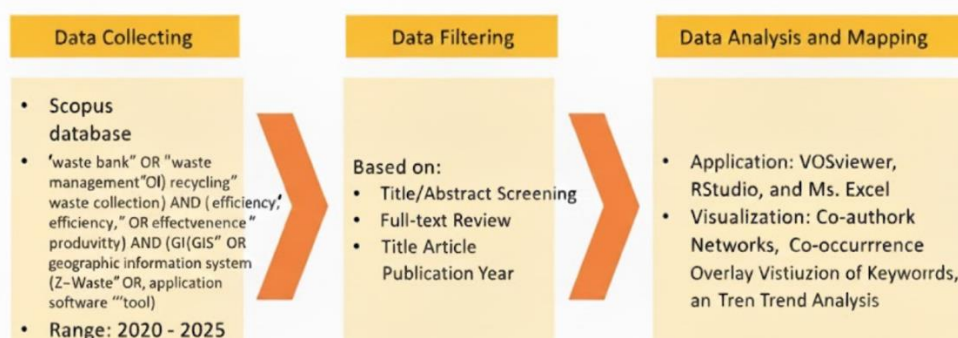 Data Collecting
• Scopus
database
• 'waste bank" OR "waste
management"OI) recycling"
waste collection) AND (efficiency,'
efficiency," OR effectvenence "
produvitty) AND (GI(GIS" OR
geographic information system
(Z-Waste" OR, application
software "'tool)
• Range: 2020 - 2025
Data Filtering
Based on:
• Title/Abstract Screening
• Full-text Review
• Title Article
Publication Year
Data Analysis and Mapping
• Application: VOSviewer,
RStudio, and Ms. Excel
• Visualization: Co-authork
Networks, Co-occurrrence
Overlay Vistiuzion of Keyworrds,
an Tren Trend Analysis